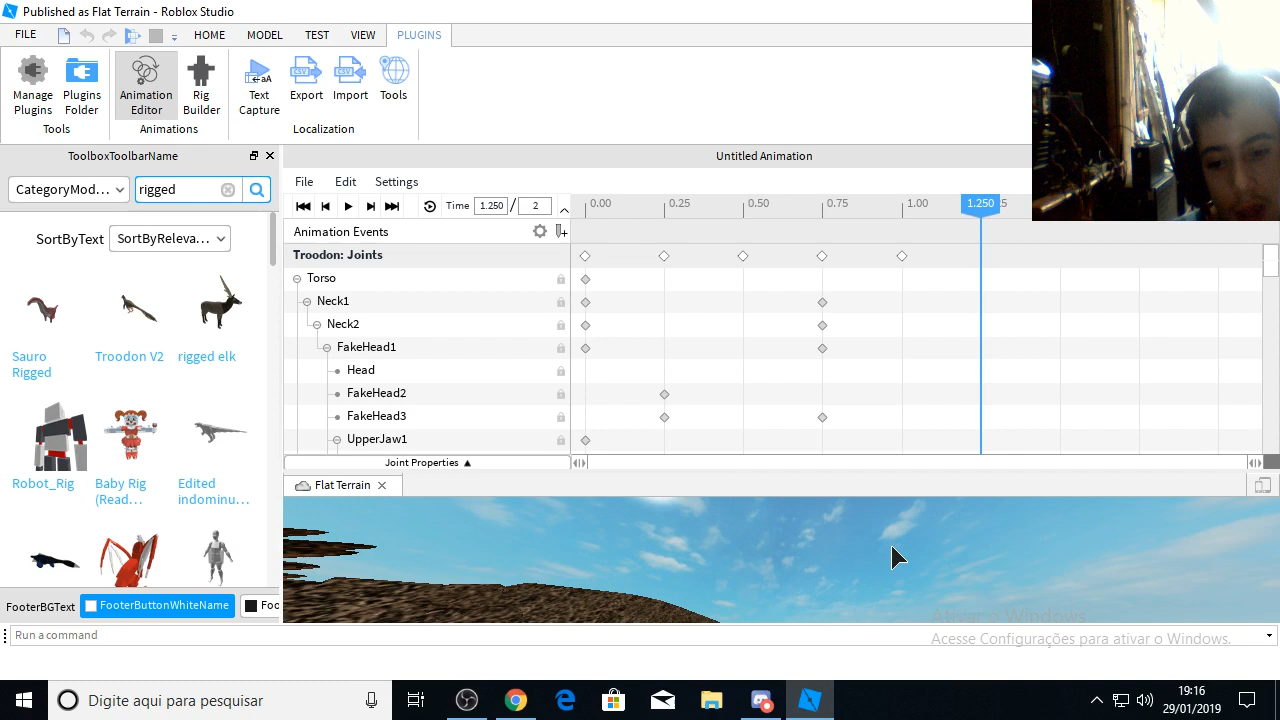 Published as Flat Terrain - Roblox Studio
FILE HOME MODEL TEST VIEW PLUGINS
Manage Plugins
Plugins Folder
Animation Editor
Rig Builder
Text Capture
Export
Import
Tools
Tools
Animations
Localization
CSV
CSV
aA
ToolboxToolbarName
CategoryMod...
rigged
SortByText
SortByReleva...
Sauro Rigged
Troodon V2
rigged elk
Robot_Rig
Baby Rig (Read...
Edited indominu...
FooterBGText
FooterButtonWhiteName
Foo
Untitled Animation
File Edit Settings
Time 1.250 / 2
0.00 0.25 0.50 0.75 1.00 1.250
Animation Events
Troodon: Joints
Torso
Neck1
Neck2
FakeHead1
Head
FakeHead2
FakeHead3
UpperJaw1
Joint Properties ▲
Flat Terrain
Windows
Acesse Configurações para ativar o Windows.
Run a command
Digite aqui para pesquisar
19:16
29/01/2019